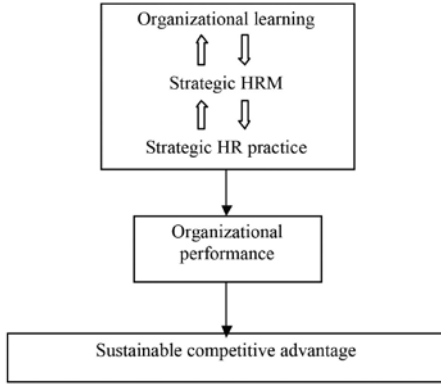 Organizational learning
Strategic HRM
Strategic HR practice
Organizational
performance
Sustainable competitive advantage